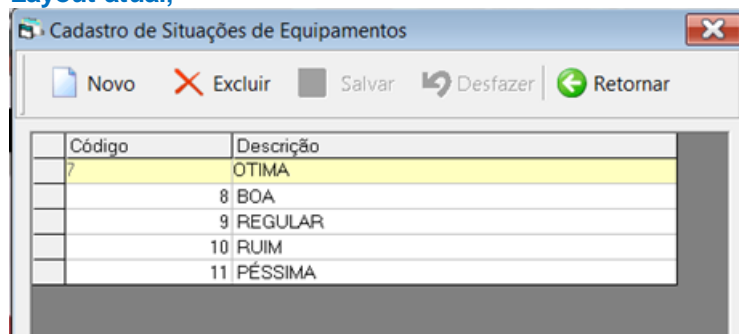 Layout atual,
Cadastro de Situações de Equipamentos
Novo Excluir Salvar Desfazer Retornar
Código Descrição
7 OTIMA
8 BOA
9 REGULAR
10 RUIM
11 PÉSSIMA